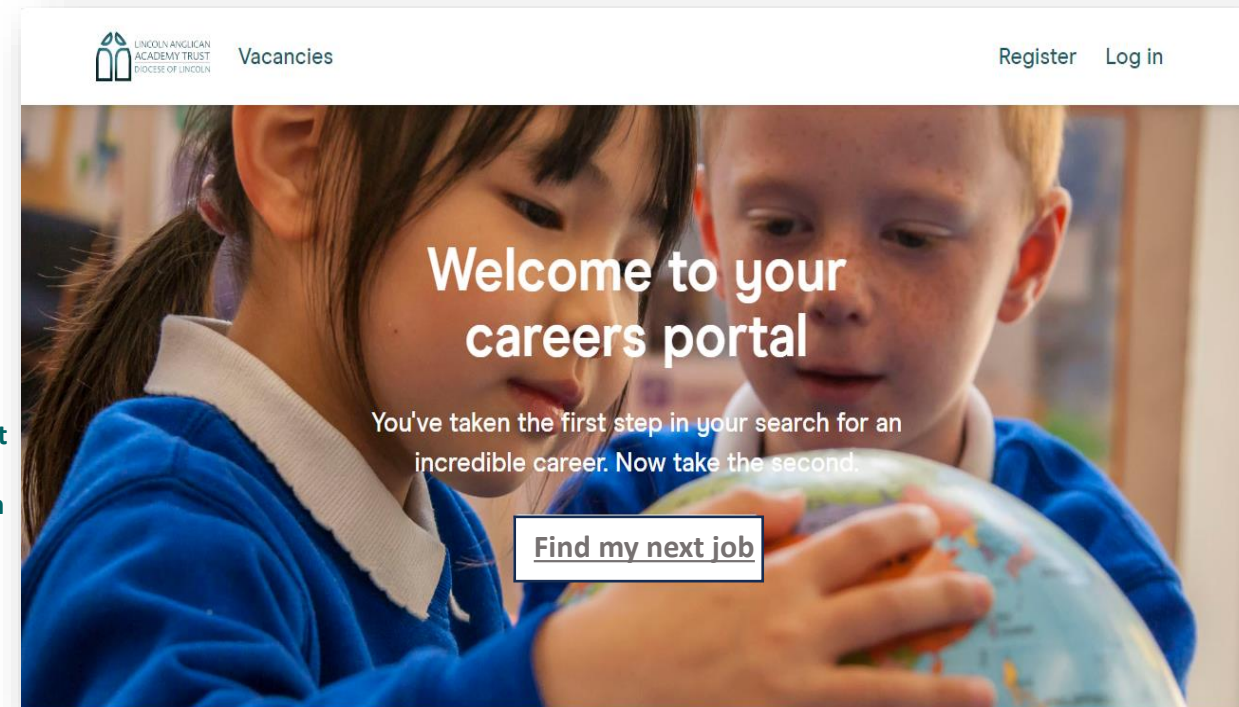 LINCOLN ANGLICAN
ACADEMY TRUST
DIOCESE OF LINCOLN
Vacancies
Register Log in
Welcome to your
careers portal
You've taken the first step in your search for an
incredible career. Now take the second.
Find my next job